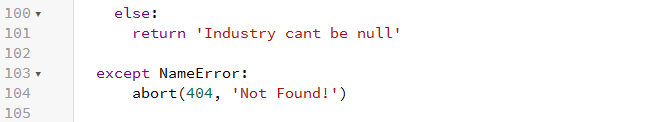 100 else:
101 return 'Industry cant be null'
102
103 except NameError:
104 abort(404, 'Not Found!')
105